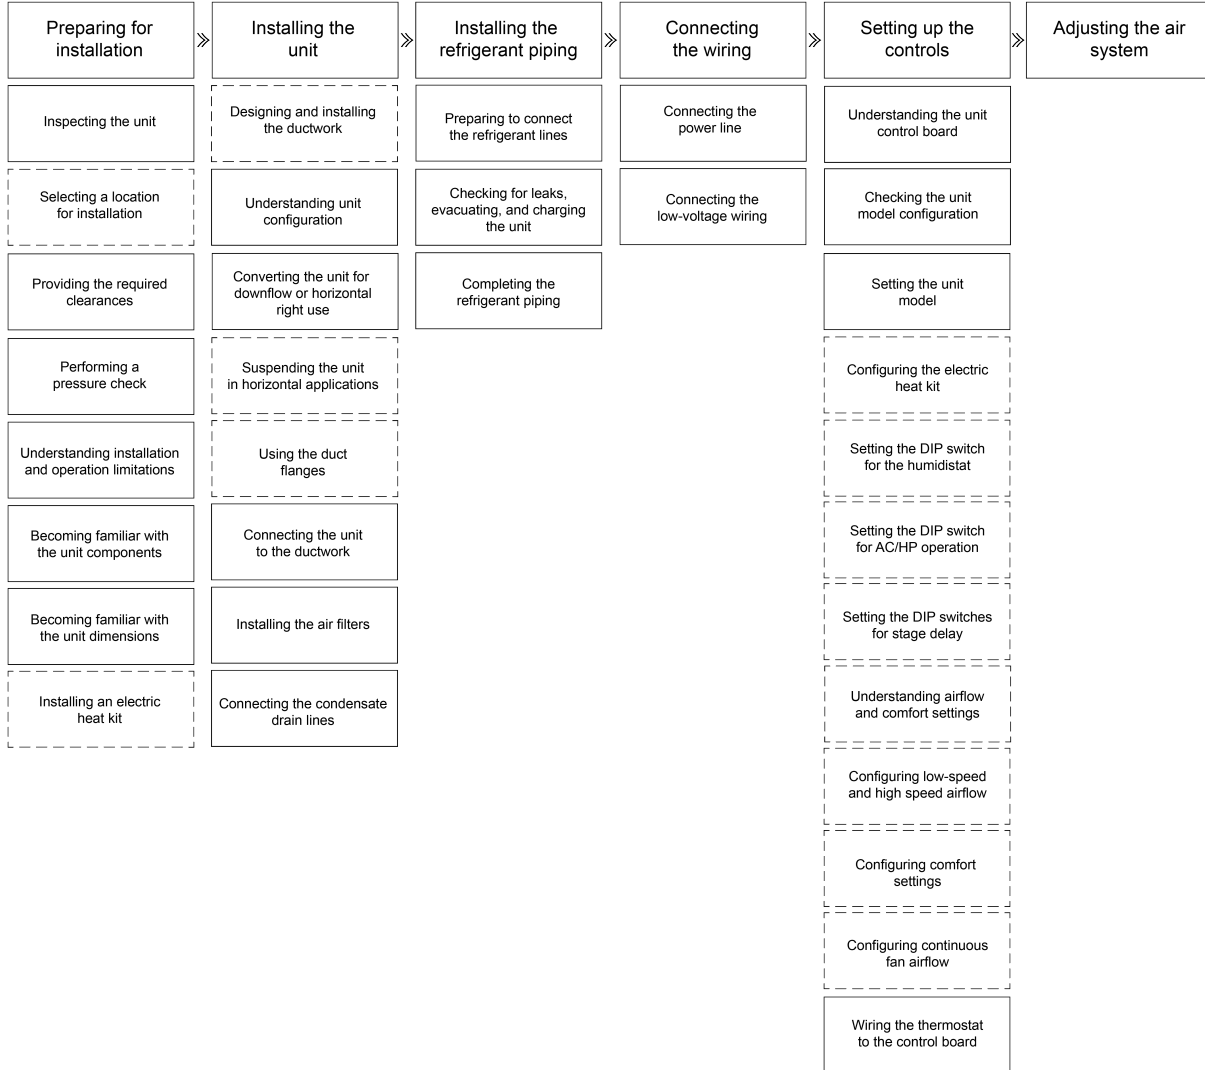 Preparing for
installation
Installing the
unit
Installing the
refrigerant piping
Connecting
the wiring
Setting up the
controls
Adjusting the air
system
Inspecting the unit
Selecting a location
for installation
Providing the required
clearances
Performing a
pressure check
Understanding installation
and operation limitations
Becoming familiar with
the unit components
Becoming familiar with
the unit dimensions
Installing an electric
heat kit
Designing and installing
the ductwork
Understanding unit
configuration
Converting the unit for
downflow or horizontal
right use
Suspending the unit
in horizontal applications
Using the duct
flanges
Connecting the unit
to the ductwork
Installing the air filters
Connecting the condensate
drain lines
Preparing to connect
the refrigerant lines
Checking for leaks,
evacuating, and charging
the unit
Completing the
refrigerant piping
Connecting the
power line
Connecting the
low-voltage wiring
Understanding the unit
control board
Checking the unit
model configuration
Setting the unit
model
Configuring the electric
heat kit
Setting the DIP switch
for the humidistat
Setting the DIP switch
for AC/HP operation
Setting the DIP switches
for stage delay
Understanding airflow
and comfort settings
Configuring low-speed
and high speed airflow
Configuring comfort
settings
Configuring continuous
fan airflow
Wiring the thermostat
to the control board